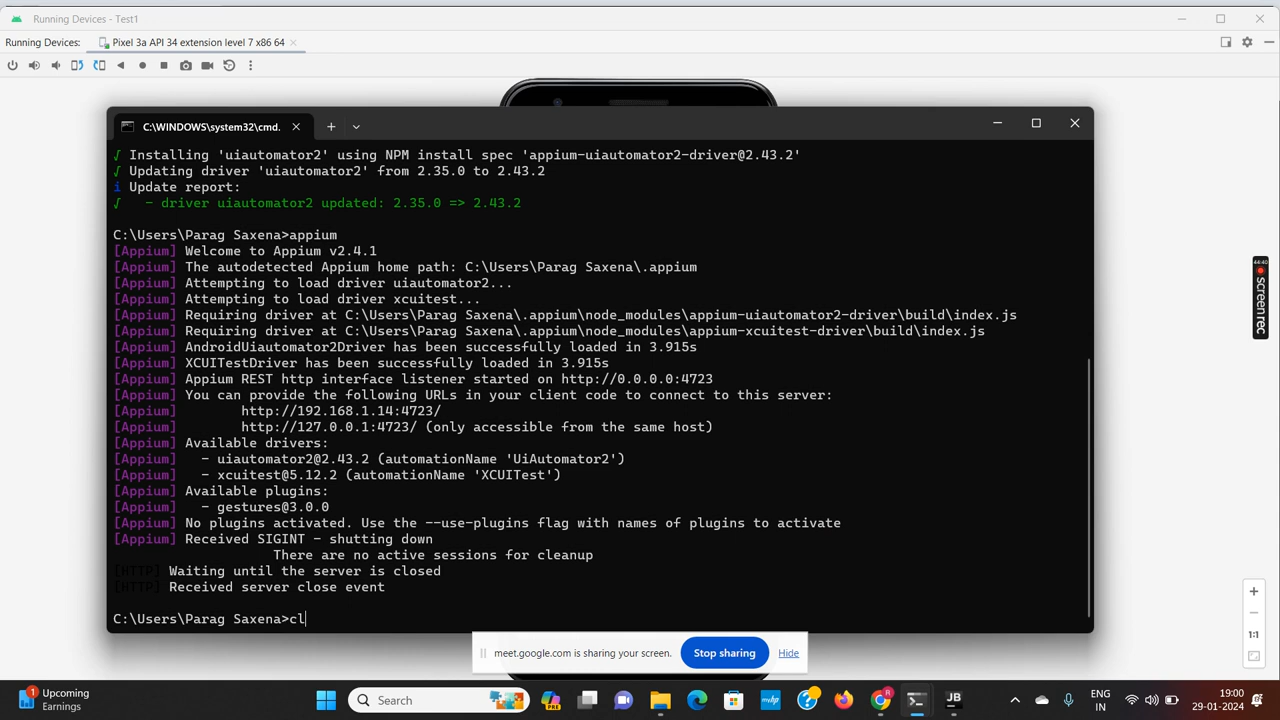 Running Devices - Test1
Running Devices:
Pixel 3a API 34 extension level 7 x86 64
C:\WINDOWS\system32\cmd.
√ Installing 'uiautomator2' using NPM install spec 'appium-uiautomator2-driver@2.43.2'
√ Updating driver 'uiautomator2' from 2.35.0 to 2.43.2
i Update report:
√   - driver uiautomator2 updated: 2.35.0 => 2.43.2
C:\Users\Parag Saxena>appium
[Appium] Welcome to Appium v2.4.1
[Appium] The autodetected Appium home path: C:\Users\Parag Saxena\.appium
[Appium] Attempting to load driver uiautomator2...
[Appium] Attempting to load driver xcuitest...
[Appium] Requiring driver at C:\Users\Parag Saxena\.appium\node_modules\appium-uiautomator2-driver\build\index.js
[Appium] Requiring driver at C:\Users\Parag Saxena\.appium\node_modules\appium-xcuitest-driver\build\index.js
[Appium] AndroidUiautomator2Driver has been successfully loaded in 3.915s
[Appium] XCUITestDriver has been successfully loaded in 3.915s
[Appium] Appium REST http interface listener started on http://0.0.0.0:4723
[Appium] You can provide the following URLs in your client code to connect to this server:
[Appium]        http://192.168.1.14:4723/
[Appium]        http://127.0.0.1:4723/ (only accessible from the same host)
[Appium] Available drivers:
[Appium]   - uiautomator2@2.43.2 (automationName 'UiAutomator2')
[Appium]   - xcuitest@5.12.2 (automationName 'XCUITest')
[Appium] Available plugins:
[Appium]   - gestures@3.0.0
[Appium] No plugins activated. Use the --use-plugins flag with names of plugins to activate
[Appium] Received SIGINT - shutting down
There are no active sessions for cleanup
[HTTP] Waiting until the server is closed
[HTTP] Received server close event
C:\Users\Parag Saxena>cl
44:40
screenrec
1:1
meet.google.com is sharing your screen.
Stop sharing
Hide
1
Upcoming
Earnings
Search
PRE
myhp
R
JB
ENG
IN
19:00
29-01-2024